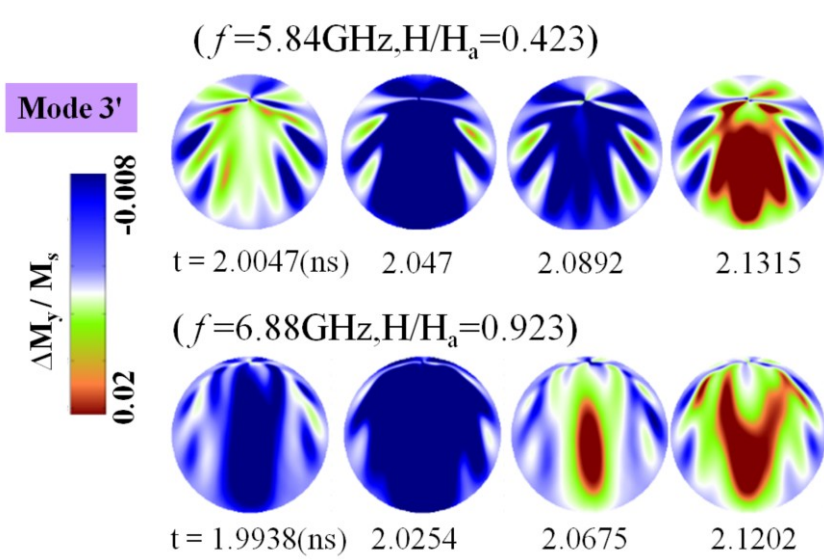 (f=5.84GHz,H/Ha=0.423)
Mode 3'
-0.008
ΔMy / Ms
0.02
t = 2.0047(ns) 2.047 2.0892 2.1315
(f=6.88GHz,H/Ha=0.923)
t = 1.9938(ns) 2.0254 2.0675 2.1202